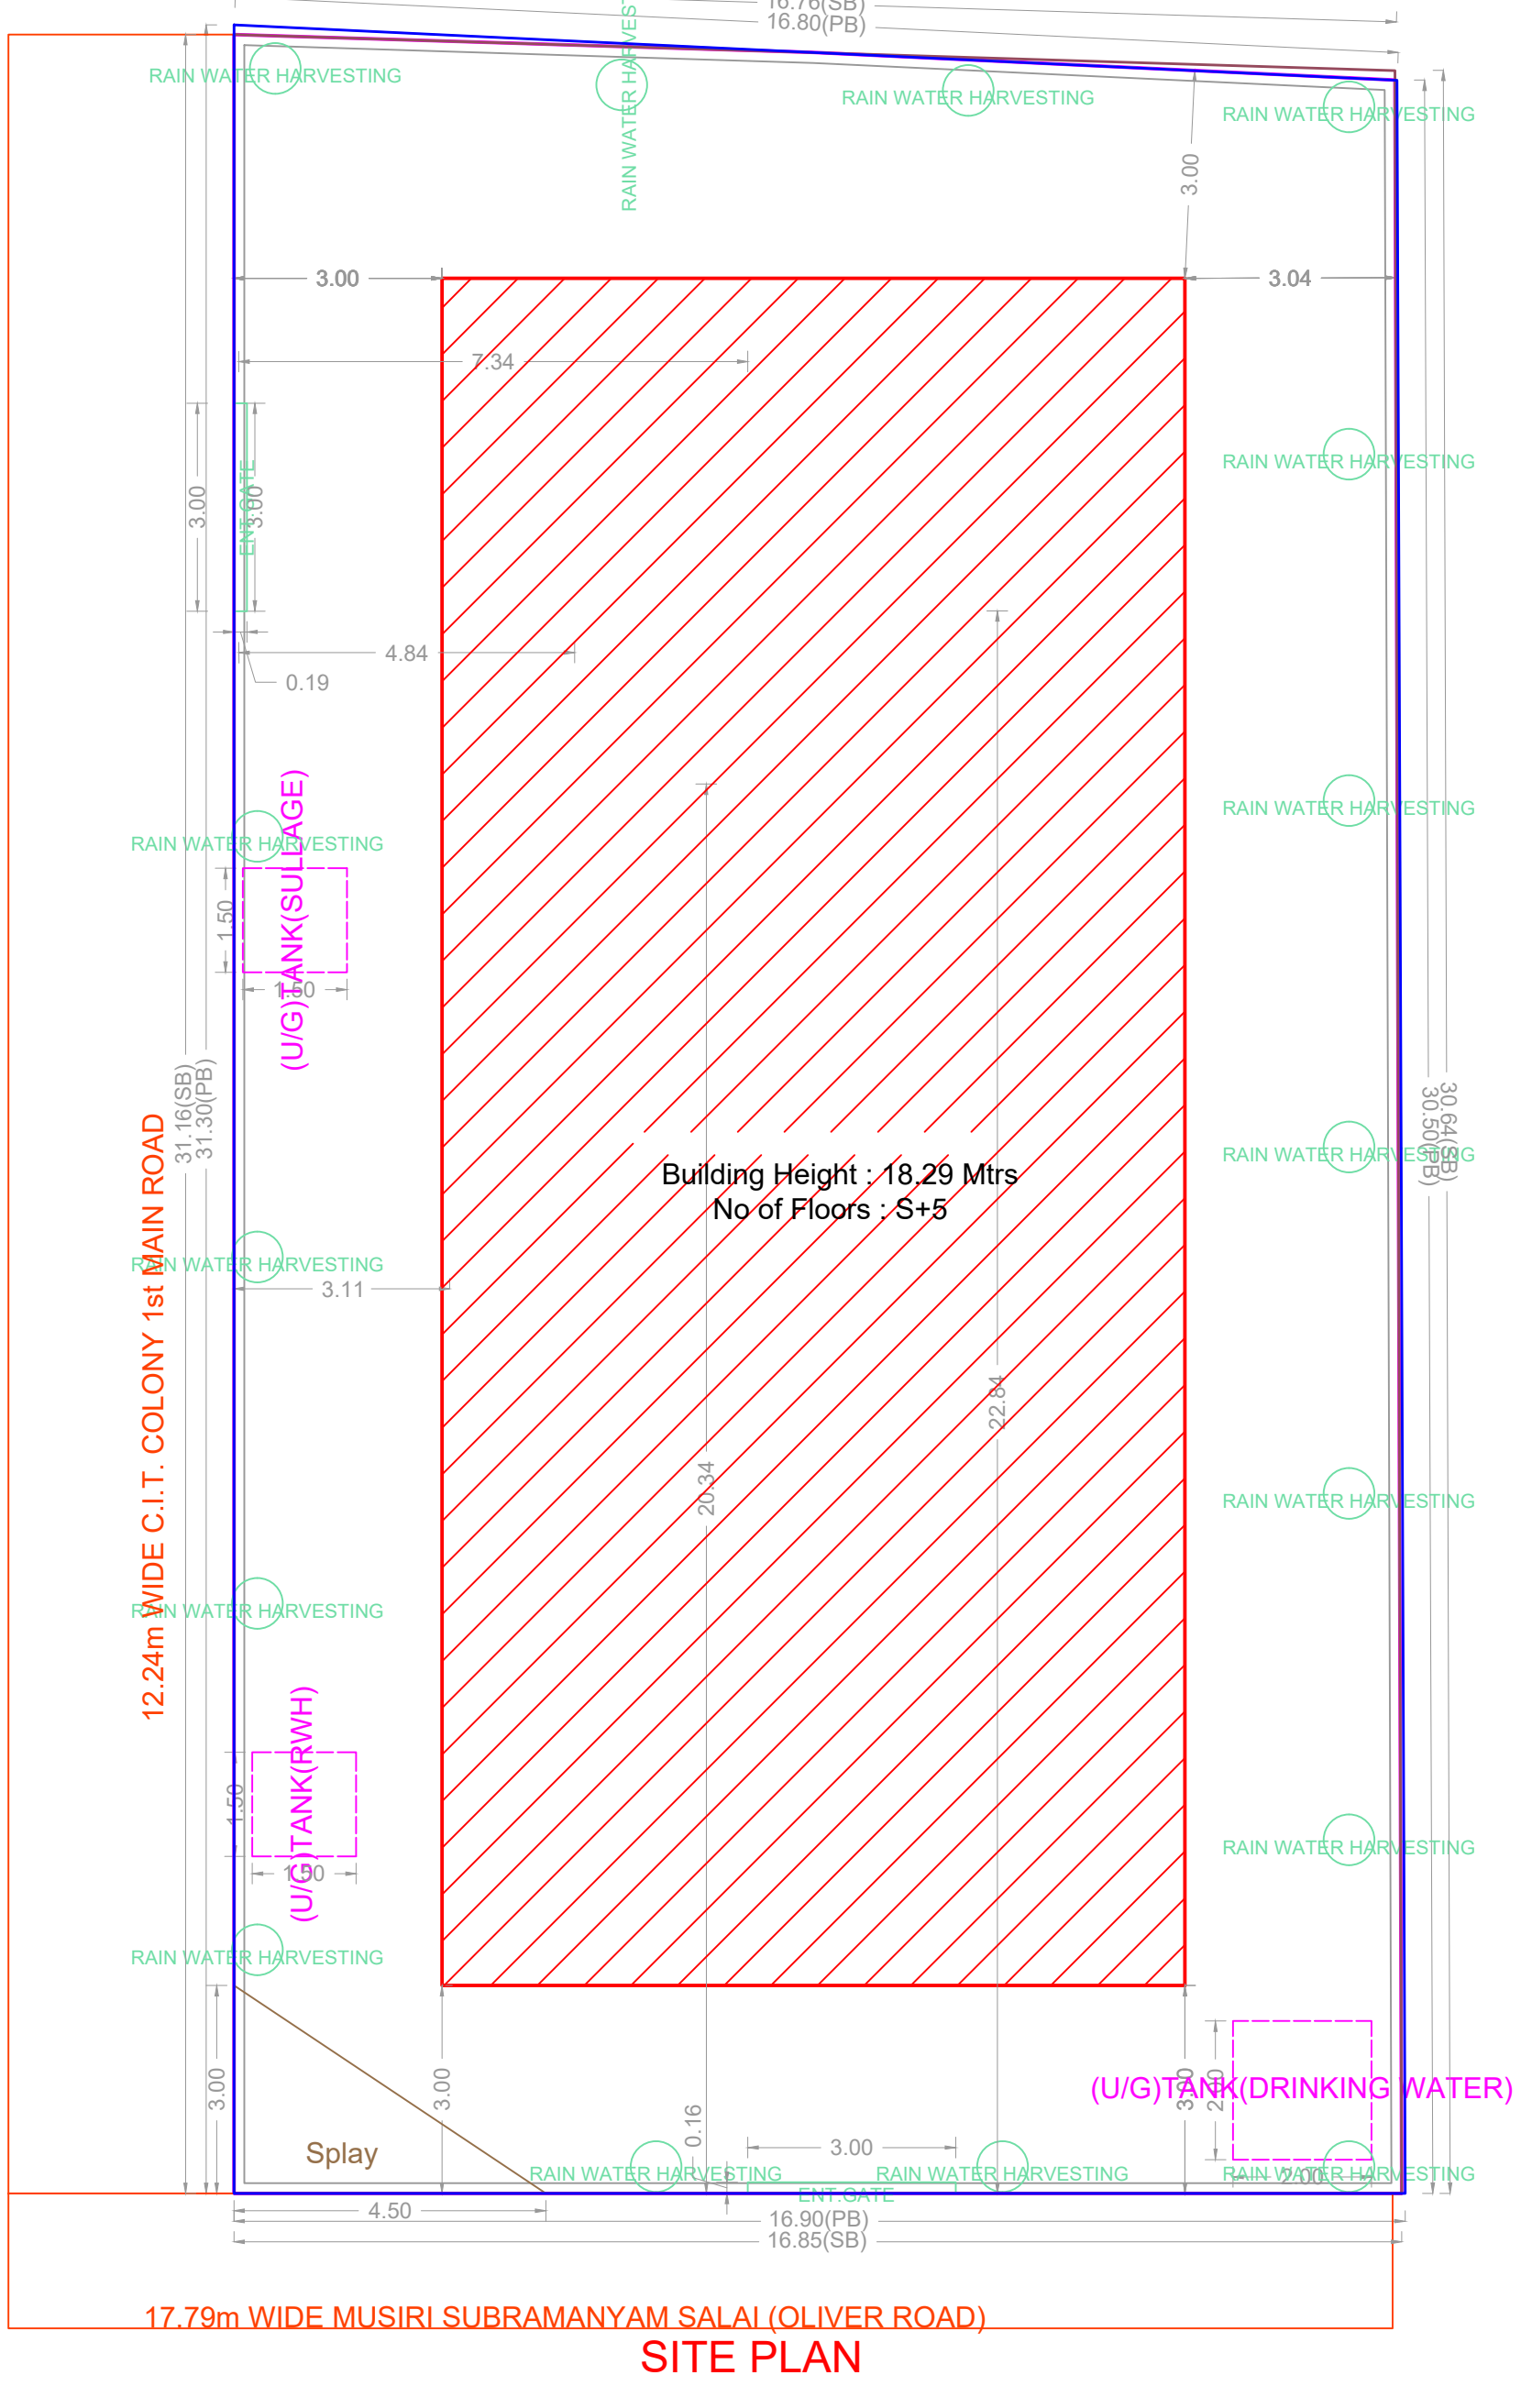 16.76(SB)
16.80(PB)
RAIN WATER HARVESTING
RAIN WATER HARVEST
RAIN WATER HARVESTING
RAIN WATER HARVESTING
RAIN WATER HARVESTING
3.00
3.00
3.04
7.34
3.00
ENT.GATE
3.00
RAIN WATER HARVESTING
4.84
0.19
(U/G)TANK(SULLAGE)
RAIN WATER HARVESTING
RAIN WATER HARVESTING
1.50
1.50
31.16(SB)
31.30(PB)
30.50(PB)
30.64(SB)
12.24m WIDE C.I.T. COLONY 1st MAIN ROAD
Building Height : 18.29 Mtrs
No of Floors : S+5
RAIN WATER HARVESTING
RAIN WATER HARVESTING
3.11
22.84
20.34
RAIN WATER HARVESTING
RAIN WATER HARVESTING
(U/G)TANK(RWH)
1.50
1.50
RAIN WATER HARVESTING
RAIN WATER HARVESTING
3.00
3.00
3.00
2.00
(U/G)TANK(DRINKING WATER)
Splay
0.16
3.00
RAIN WATER HARVESTING
RAIN WATER HARVESTING
RAIN WATER HARVESTING
2.00
ENT.GATE
4.50
16.90(PB)
16.85(SB)
17.79m WIDE MUSIRI SUBRAMANYAM SALAI (OLIVER ROAD)
SITE PLAN